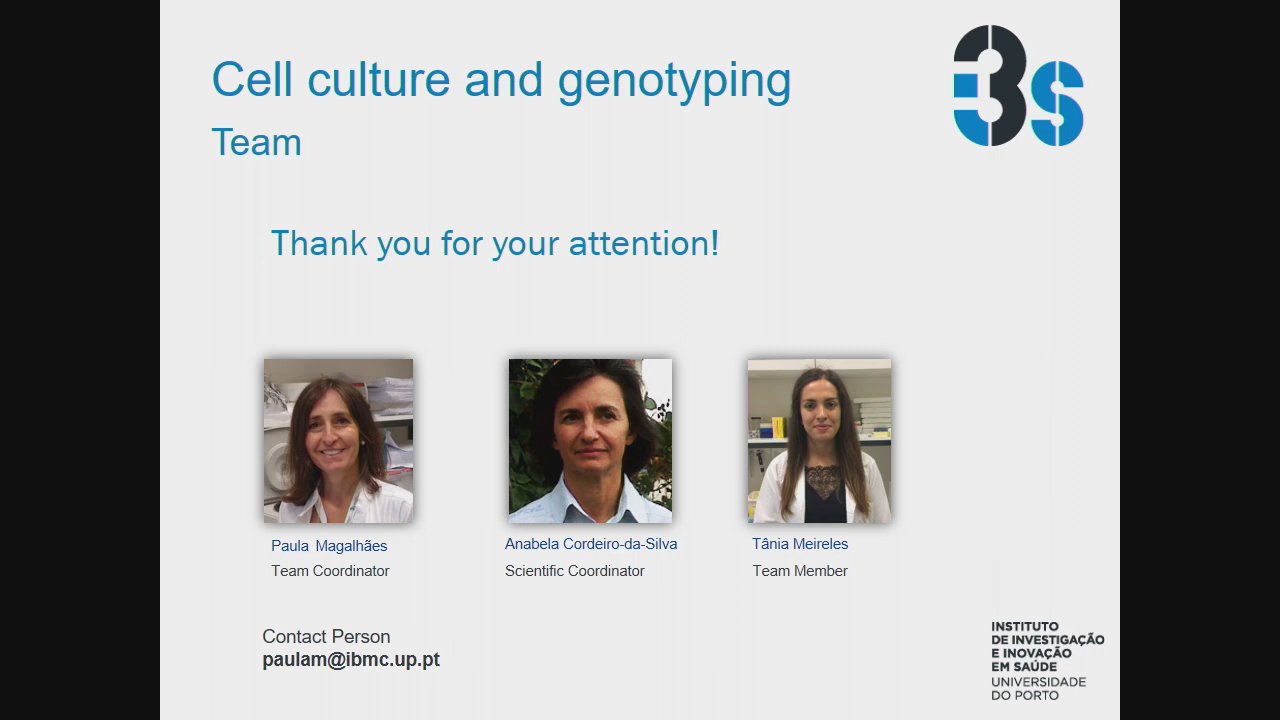 Cell culture and genotyping
Team
i3s
Thank you for your attention!
Paula Magalhães
Team Coordinator
Anabela Cordeiro-da-Silva
Scientific Coordinator
Tânia Meireles
Team Member
Contact Person
paulam@ibmc.up.pt
INSTITUTO
DE INVESTIGAÇÃO
E INOVAÇÃO
EM SAÚDE
UNIVERSIDADE
DO PORTO